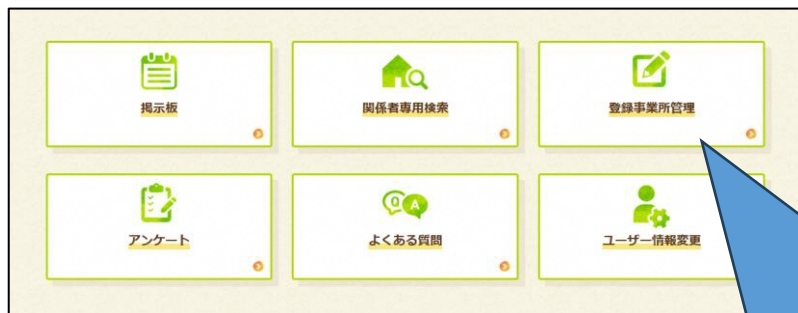 掲示板
関係者専用検索
登録事業所管理
アンケート
Q A
よくある質問
ユーザー情報変更